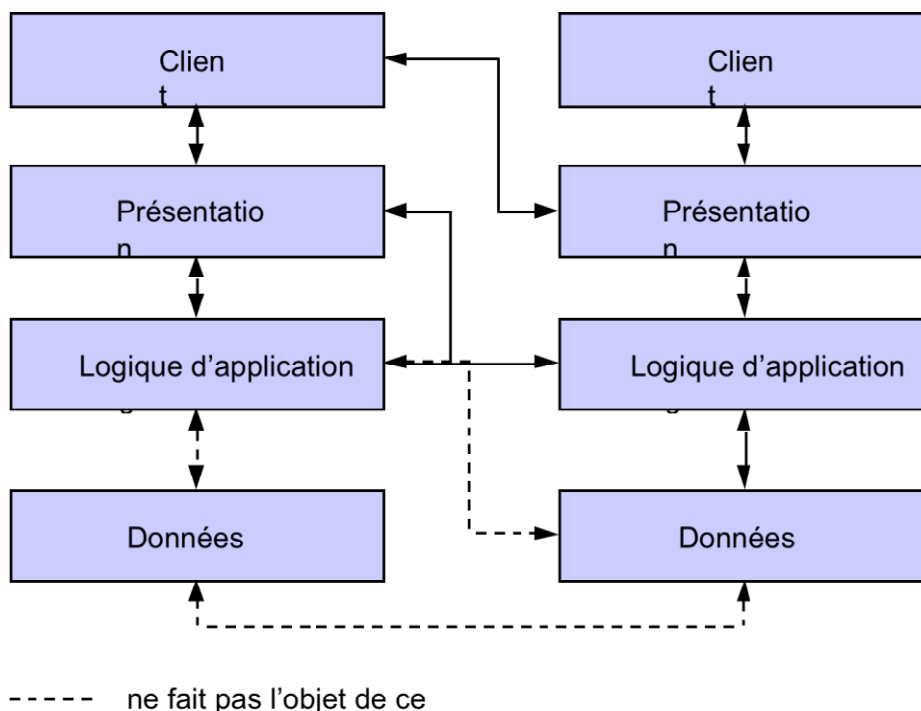 Clien
t
Clien
t
Présentatio
n
Présentatio
n
Logique d'application
Logique d'application
Données
Données
ne fait pas l'objet de ce